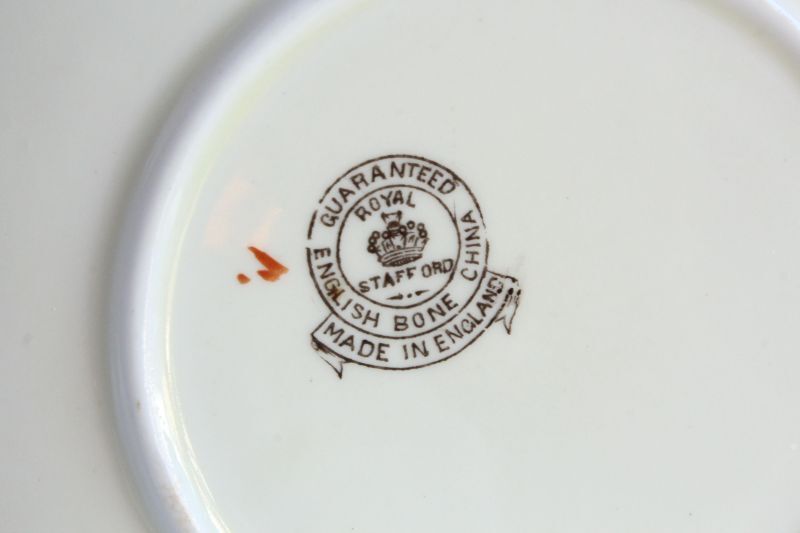 GUARANTEED
ROYAL
STAFFORD
ENGLISH BONE CHINA
MADE IN ENGLAND